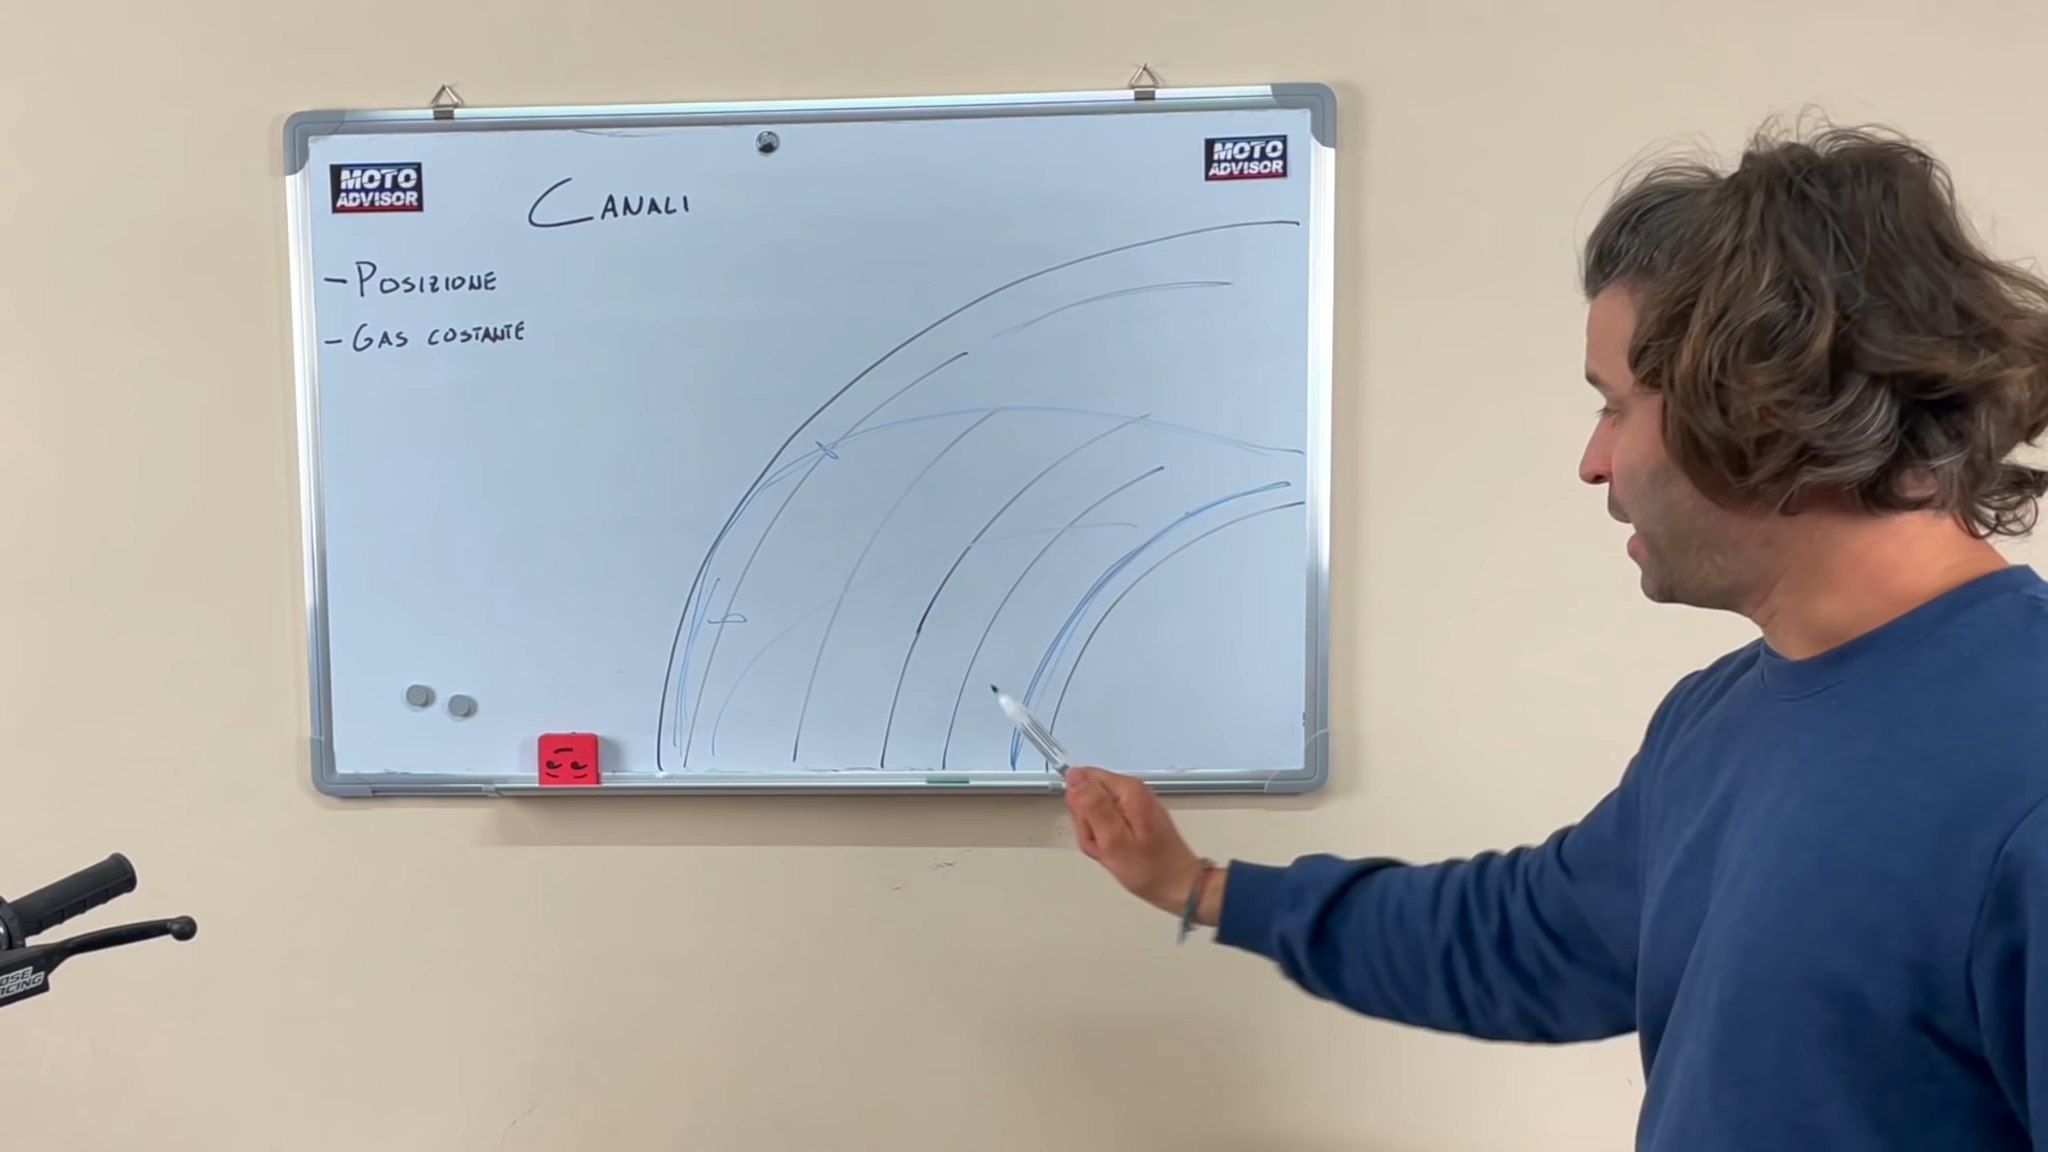 MOTO
ADVISOR
MOTO
ADVISOR
CANALI
- POSIZIONE
- GAS COSTANTE